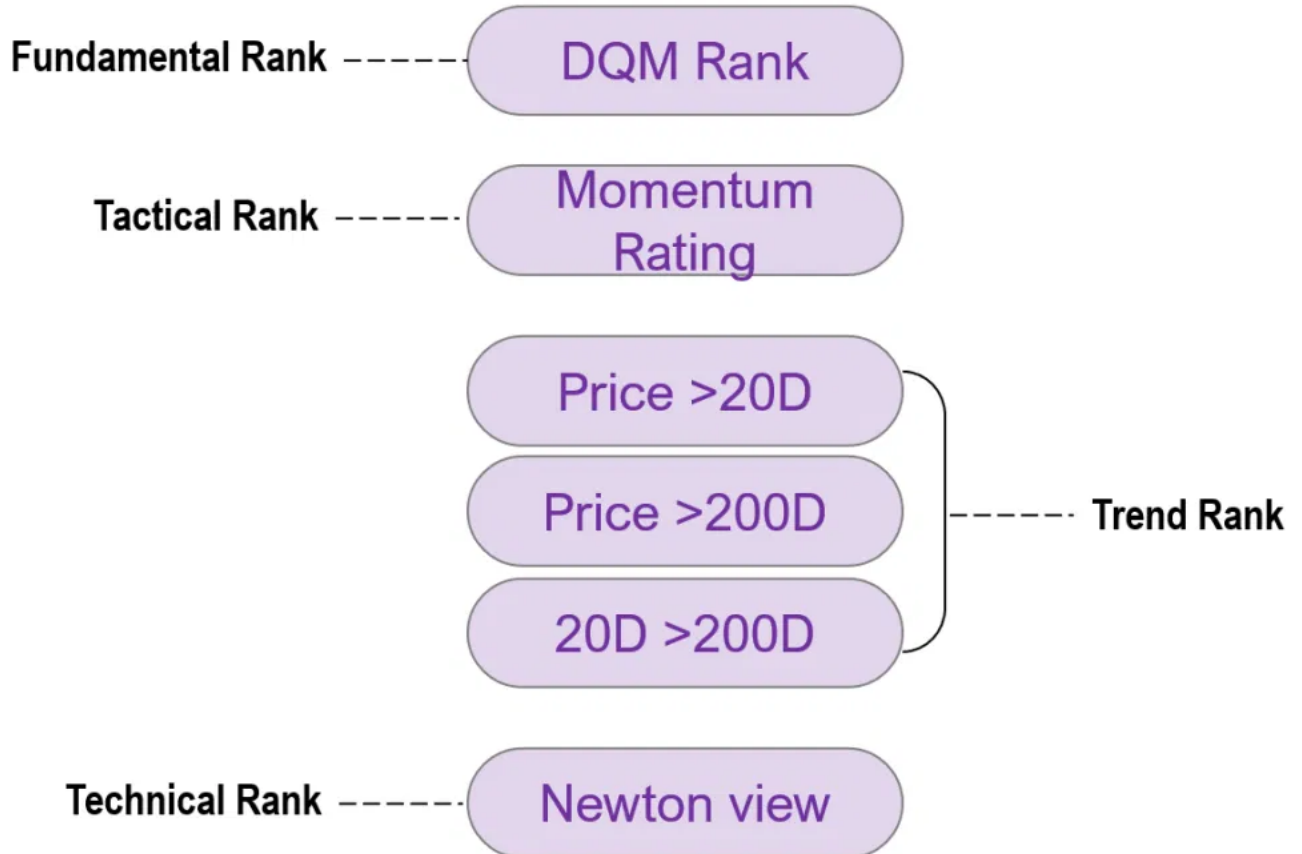 Fundamental Rank
DQM Rank
Tactical Rank
Momentum
Rating
Price >20D
Price >200D
Trend Rank
20D >200D
Technical Rank
Newton view